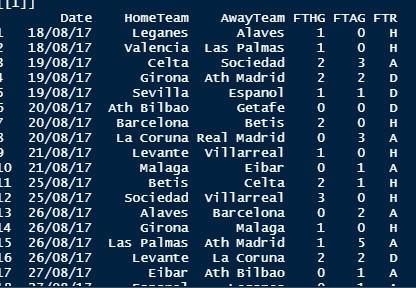 [[1]]
Date HomeTeam AwayTeam FTHG FTAG FTR
1 18/08/17 Leganes Alaves 1 0 H
2 18/08/17 Valencia Las Palmas 1 0 H
3 19/08/17 Celta Sociedad 2 3 A
4 19/08/17 Girona Ath Madrid 2 2 D
5 19/08/17 Sevilla Espanol 1 1 D
6 20/08/17 Ath Bilbao Getafe 0 0 D
7 20/08/17 Barcelona Betis 2 0 H
8 20/08/17 La Coruna Real Madrid 0 3 A
9 21/08/17 Levante Villarreal 1 0 H
10 21/08/17 Malaga Eibar 0 1 A
11 25/08/17 Betis Celta 2 1 H
12 25/08/17 Sociedad Villarreal 3 0 H
13 26/08/17 Alaves Barcelona 0 2 A
14 26/08/17 Girona Malaga 1 0 H
15 26/08/17 Las Palmas Ath Madrid 1 5 A
16 26/08/17 Levante La Coruna 2 2 D
17 27/08/17 Eibar Ath Bilbao 0 1 A
18 27/08/17 Espanol Leganes 0 1 A